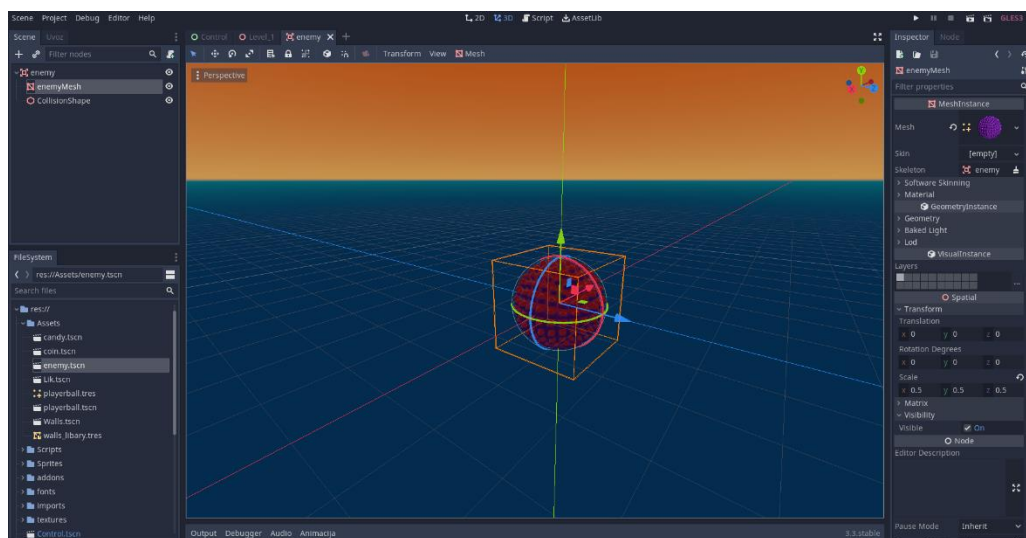 Scene Project Debug Editor Help
2D 3D Script AssetLib
GLES3
Scene Uvoz
Filter nodes
enemy
enemyMesh
CollisionShape
FileSystem
res://Assets/enemy.tscn
Search files
res://
Assets
candy.tscn
coin.tscn
enemy.tscn
Lik.tscn
playerball.tres
playerball.tscn
Walls.tscn
walls_libary.tres
Scripts
Sprites
addons
fonts
imports
textures
Control.tscn
Control Level_1 enemy
Transform View Mesh
Perspective
Output Debugger Audio Animacija
3.3.stable
Inspector Node
enemyMesh
Filter properties
MeshInstance
Mesh
Skin [empty]
Skeleton enemy
Software Skinning
Material
GeometryInstance
Geometry
Baked Light
Lod
VisualInstance
Layers
Spatial
Transform
Translation
x 0 y 0 z 0
Rotation Degrees
x 0 y 0 z 0
Scale
x 0.5 y 0.5 z 0.5
Matrix
Visibility
Visible On
Node
Editor Description
Pause Mode Inherit